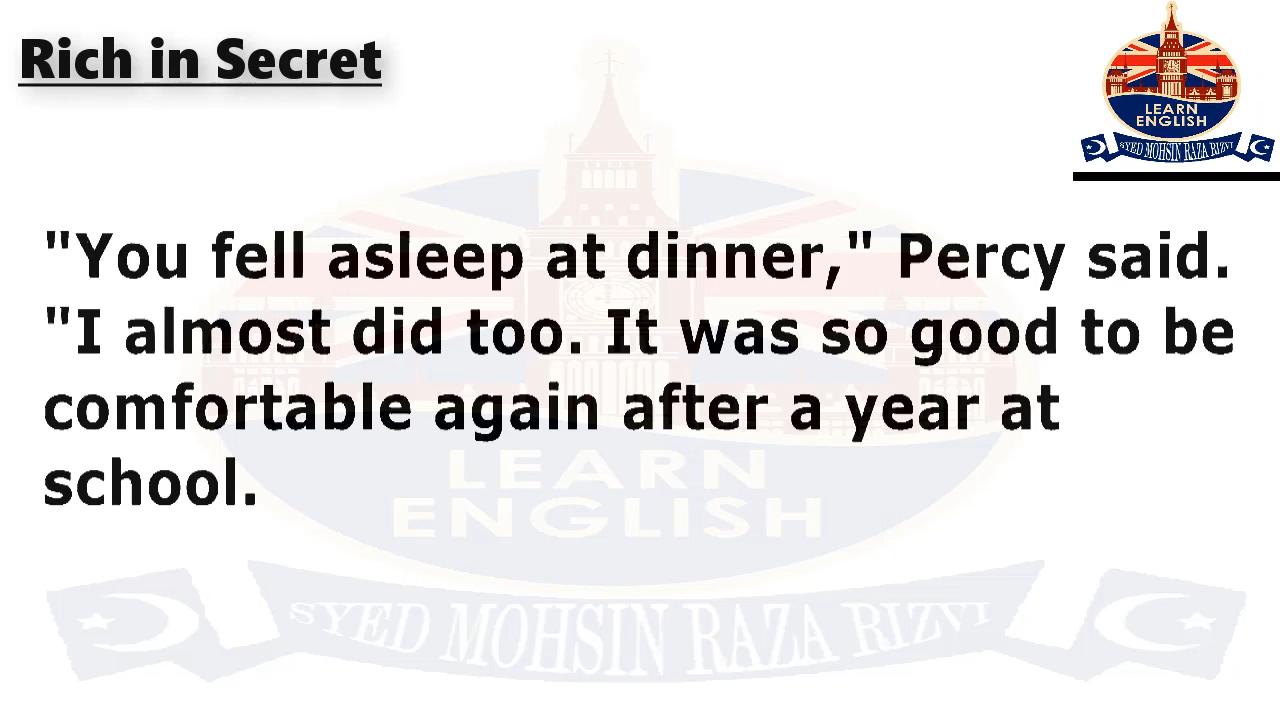 Rich in Secret
LEARN
ENGLISH
SYED MOHSIN RAZA RIZVI
"You fell asleep at dinner," Percy said.
"I almost did too. It was so good to be
comfortable again after a year at
school.
LEARN
ENGLISH
SYED MOHSIN RAZA RIZVI